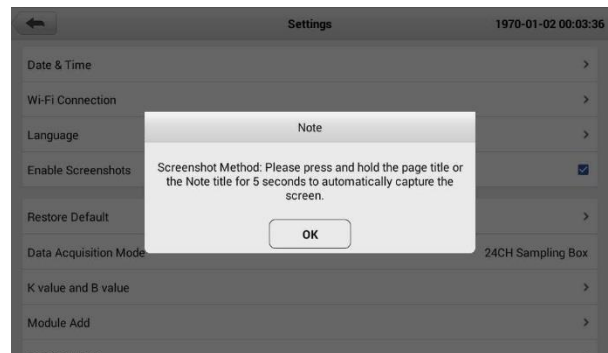 Settings
1970-01-02 00:03:36
Date & Time
Wi-Fi Connection
Language
Enable Screenshots
Note
Screenshot Method: Please press and hold the page title or
the Note title for 5 seconds to automatically capture the
screen.
OK
Restore Default
Data Acquisition Mode
24CH Sampling Box
K value and B value
Module Add